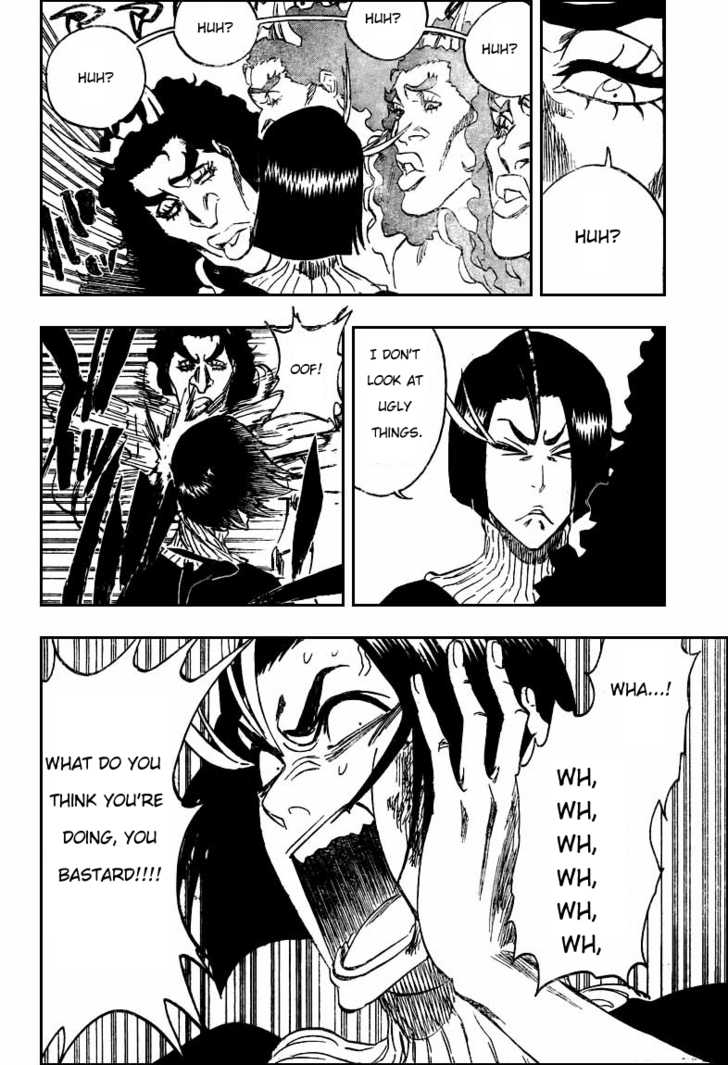 HUH?
HUH?
HUH?
HUH?
HUH?
I DON'T
LOOK AT
UGLY
THINGS.
OOF!
WHA...!
WH,
WH,
WH,
WH,
WH,
WH,
WHAT DO YOU
THINK YOU'RE
DOING, YOU
BASTARD!!!!